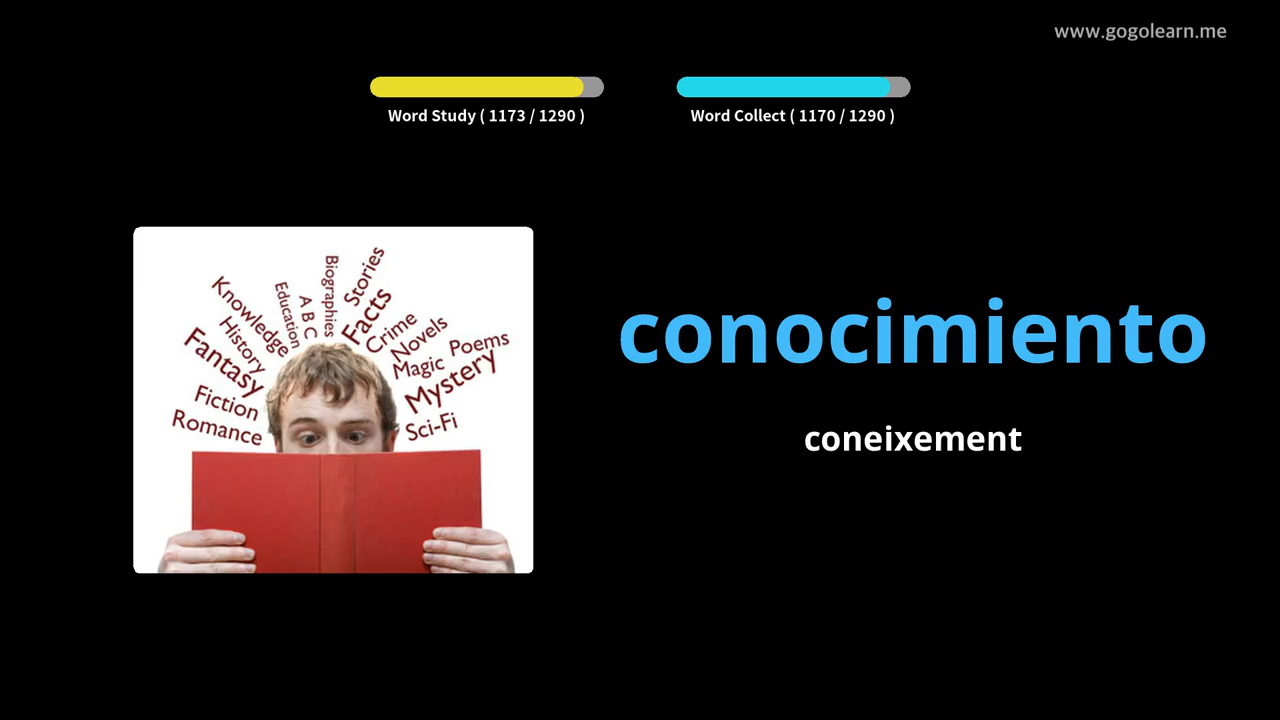 www.gogolearn.me
Word Study ( 1173 / 1290 )
Word Collect ( 1170 / 1290 )
Stories
Biographies
Facts
A B C
Education
Knowledge
Crime
History
Novels
Poems
Fantasy
Magic
Mystery
Fiction
Romance
Sci-Fi
conocimiento
coneixement